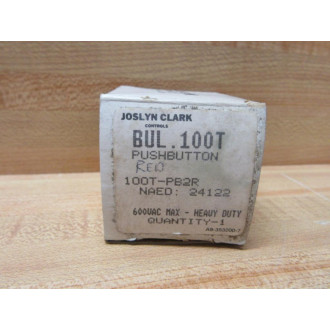 JOSLYN CLARK
CONTROLS
BUL.100T
PUSHBUTTON
RED
100T-PB2R
NAED: 24122
600VAC MAX - HEAVY DUTY
QUANTITY-1